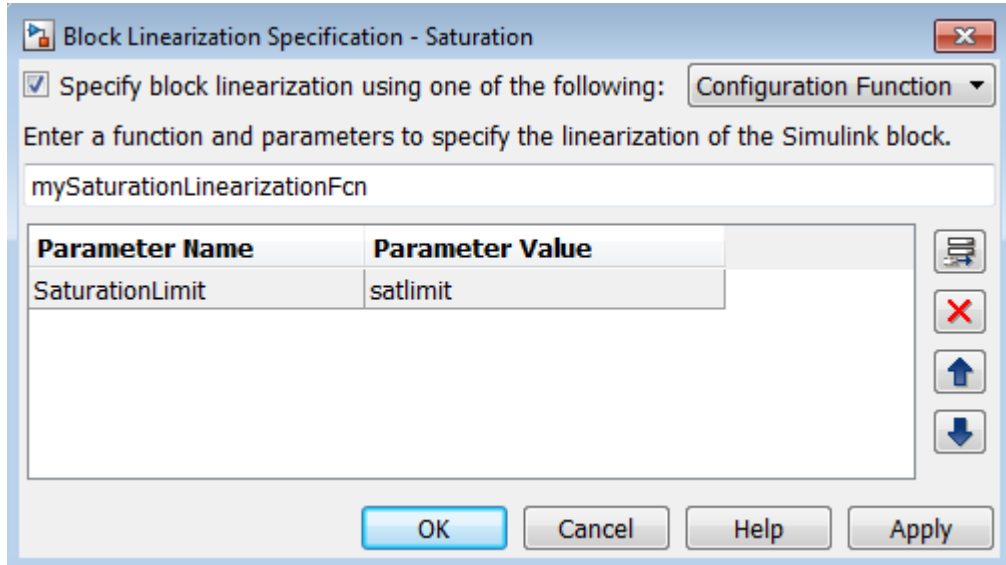 Block Linearization Specification - Saturation
Specify block linearization using one of the following: Configuration Function
Enter a function and parameters to specify the linearization of the Simulink block.
mySaturationLinearizationFcn
Parameter Name Parameter Value
SaturationLimit satlimit
OK Cancel Help Apply